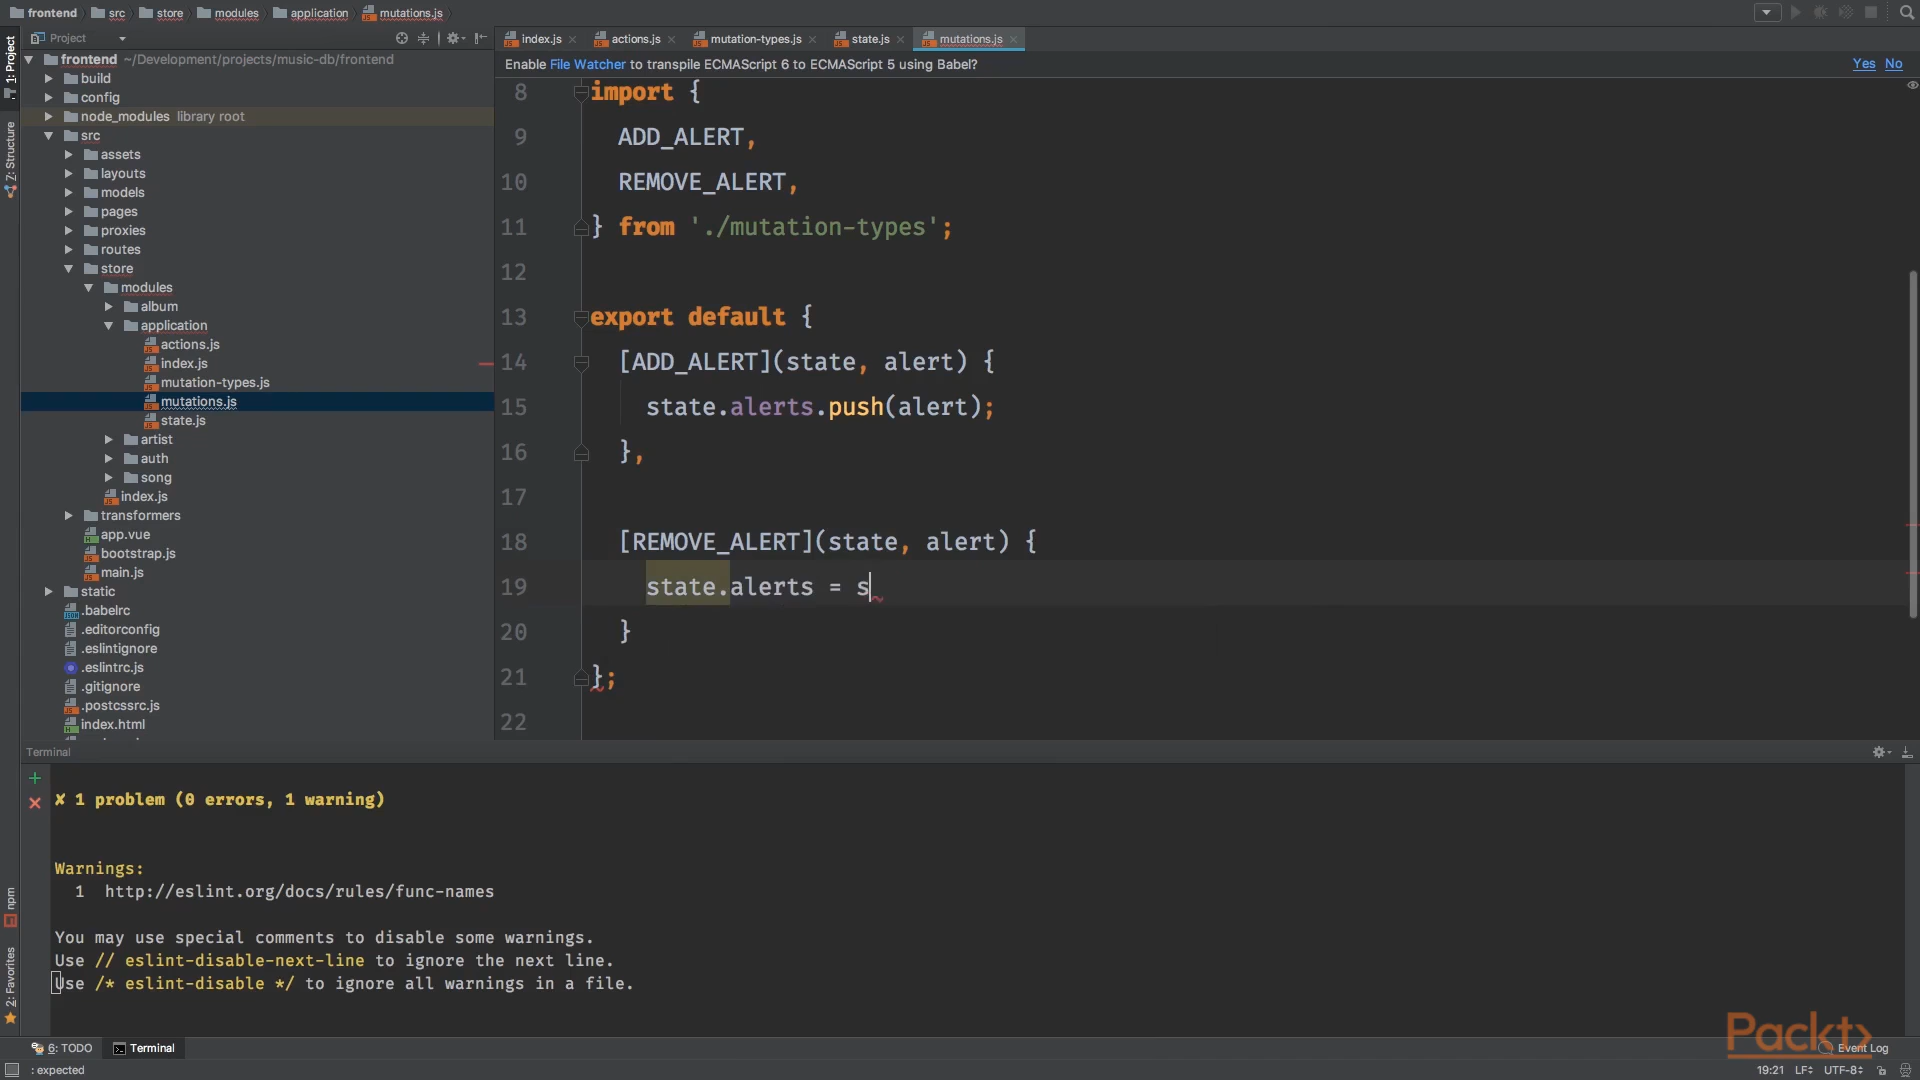 frontend src store modules application mutations.js
Project
index.js actions.js mutation-types.js state.js mutations.js
Enable File Watcher to transpile ECMAScript 6 to ECMAScript 5 using Babel? Yes No
1: Project
Z: Structure
npm
2: Favorites
frontend ~/Development/projects/music-db/frontend
build
config
node_modules library root
src
assets
layouts
models
pages
proxies
routes
store
modules
album
application
actions.js
index.js
mutation-types.js
mutations.js
state.js
artist
auth
song
index.js
transformers
app.vue
bootstrap.js
main.js
static
.babelrc
.editorconfig
.eslintignore
.eslintrc.js
.gitignore
.postcssrc.js
index.html
8 import {
9 ADD_ALERT,
10 REMOVE_ALERT,
11 } from './mutation-types';
12
13 export default {
14 [ADD_ALERT](state, alert) {
15 state.alerts.push(alert);
16 },
17
18 [REMOVE_ALERT](state, alert) {
19 state.alerts = s
20 }
21 };
22
Terminal
✘ 1 problem (0 errors, 1 warning)
Warnings:
1 http://eslint.org/docs/rules/func-names
You may use special comments to disable some warnings.
Use // eslint-disable-next-line to ignore the next line.
Use /* eslint-disable */ to ignore all warnings in a file.
Packt>
6: TODO Terminal Event Log
: expected 19:21 LF UTF-8